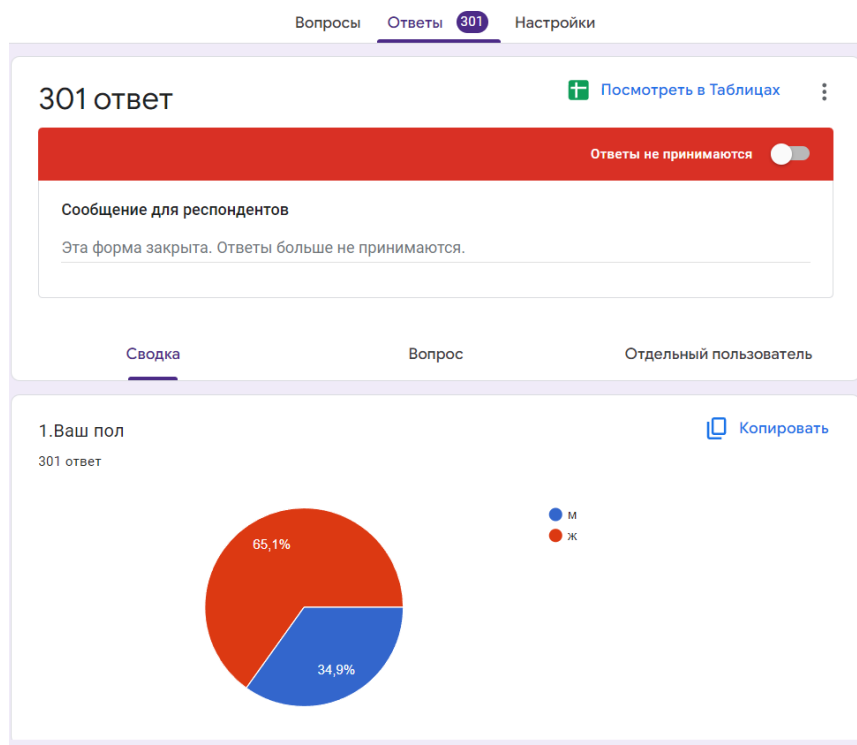 Вопросы Ответы 301 Настройки
301 ответ
Посмотреть в Таблицах
Ответы не принимаются
Сообщение для респондентов
Эта форма закрыта. Ответы больше не принимаются.
Сводка Вопрос Отдельный пользователь
1.Ваш пол
Копировать
301 ответ
м
ж
65,1%
34,9%